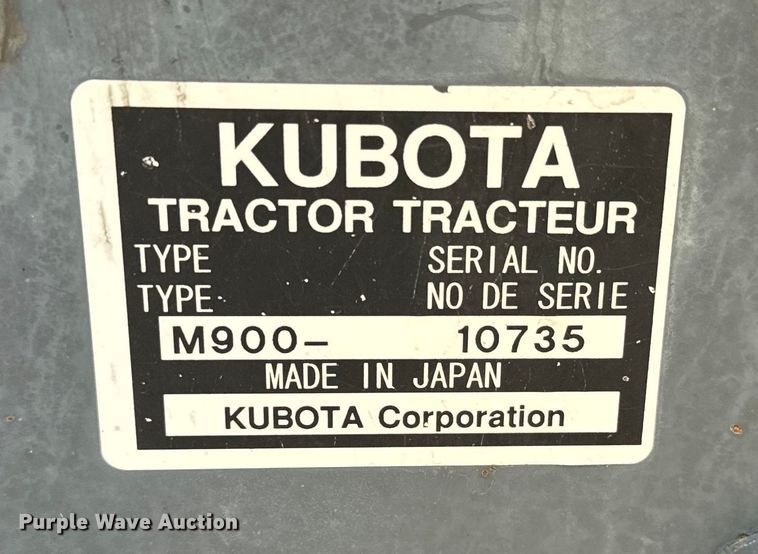 KUBOTA
TRACTOR TRACTEUR
TYPE SERIAL NO.
TYPE NO DE SERIE
M900- 10735
MADE IN JAPAN
KUBOTA Corporation
Purple Wave Auction